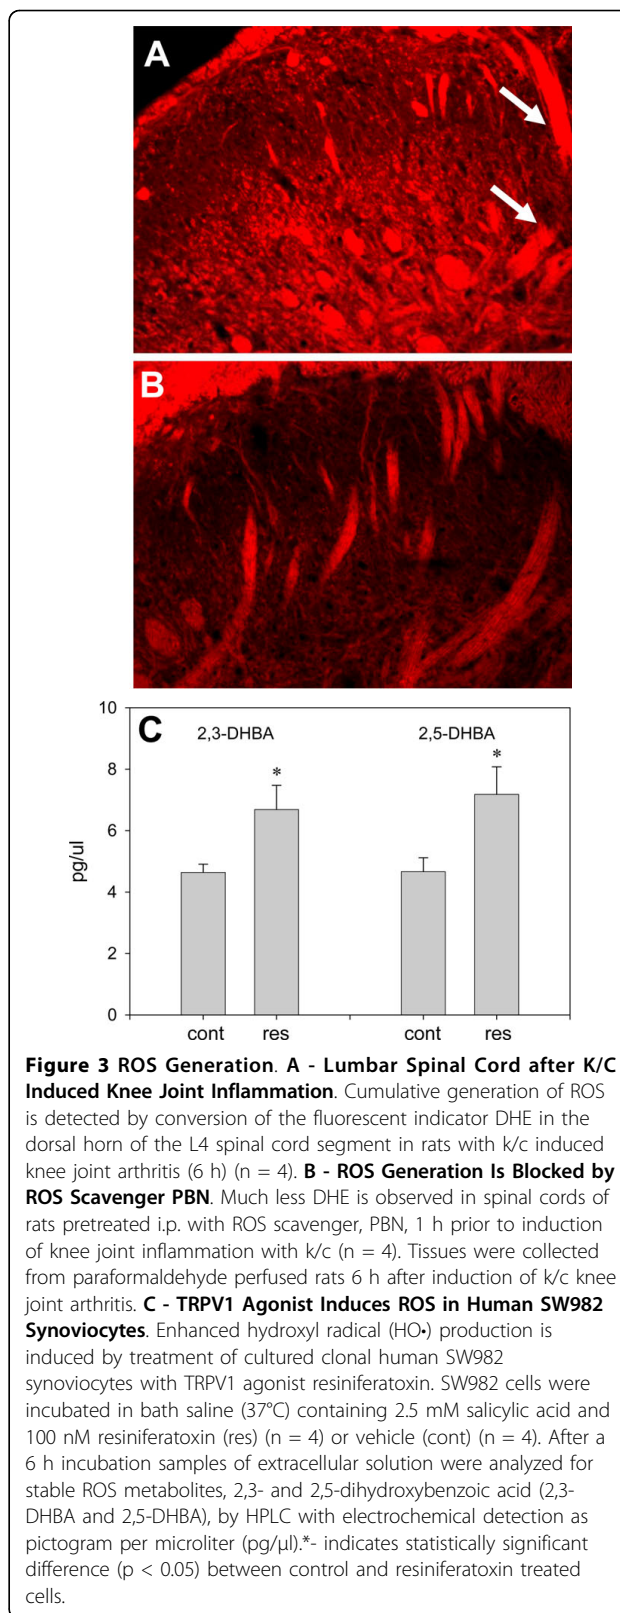 A
B
10
C
2,3-DHBA
2,5-DHBA
8
*
*
6
pg/ul
4
2
0
cont
res
cont
res
Figure 3 ROS Generation. A - Lumbar Spinal Cord after K/C
Induced Knee Joint Inflammation. Cumulative generation of ROS
is detected by conversion of the fluorescent indicator DHE in the
dorsal horn of the L4 spinal cord segment in rats with k/c induced
knee joint arthritis (6 h) (n = 4). B - ROS Generation Is Blocked by
ROS Scavenger PBN. Much less DHE is observed in spinal cords of
rats pretreated i.p. with ROS scavenger, PBN, 1 h prior to induction
of knee joint inflammation with k/c (n = 4). Tissues were collected
from paraformaldehyde perfused rats 6 h after induction of k/c knee
joint arthritis. C - TRPV1 Agonist Induces ROS in Human SW982
Synoviocytes. Enhanced hydroxyl radical (HO•) production is
induced by treatment of cultured clonal human SW982
synoviocytes with TRPV1 agonist resiniferatoxin. SW982 cells were
incubated in bath saline (37°C) containing 2.5 mM salicylic acid and
100 nM resiniferatoxin (res) (n = 4) or vehicle (cont) (n = 4). After a
6 h incubation samples of extracellular solution were analyzed for
stable ROS metabolites, 2,3- and 2,5-dihydroxybenzoic acid (2,3-
DHBA and 2,5-DHBA), by HPLC with electrochemical detection as
pictogram per microliter (pg/μl).*- indicates statistically significant
difference (p < 0.05) between control and resiniferatoxin treated
cells.